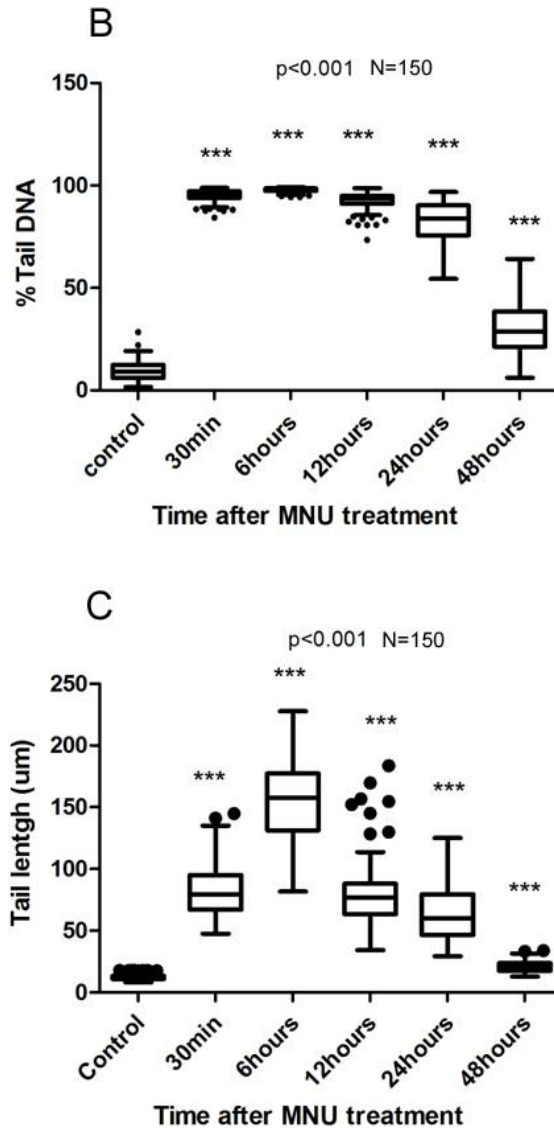 B
p<0.001 N=150
*** *** *** *** *** ***
150
100
50
0
% Tail DNA
control 30min 6hours 12hours 24hours 48hours
Time after MNU treatment
C
p<0.001 N=150
*** *** *** *** ***
250
200
150
100
50
0
Tail lentgh (um)
Control 30min 6hours 12hours 24hours 48hours
Time after MNU treatment